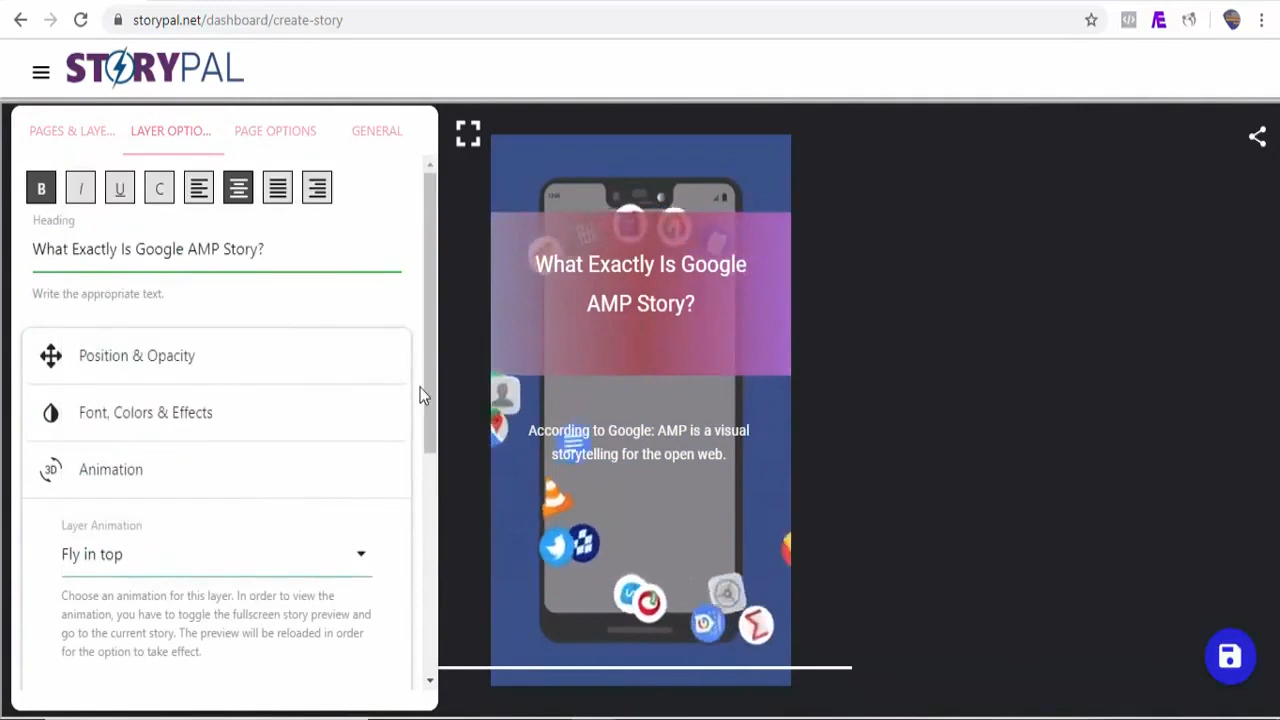 storypal.net/dashboard/create-story
STORYPAL
PAGES & LAYE...
LAYER OPTIO...
PAGE OPTIONS
GENERAL
B I U C
Heading
What Exactly Is Google AMP Story?
Write the appropriate text.
Position & Opacity
Font, Colors & Effects
3D
Animation
Layer Animation
Fly in top
Choose an animation for this layer. In order to view the
animation, you have to toggle the fullscreen story preview and
go to the current story. The preview will be reloaded in order
for the option to take effect.
What Exactly Is Google
AMP Story?
According to Google: AMP is a visual
storytelling for the open web.